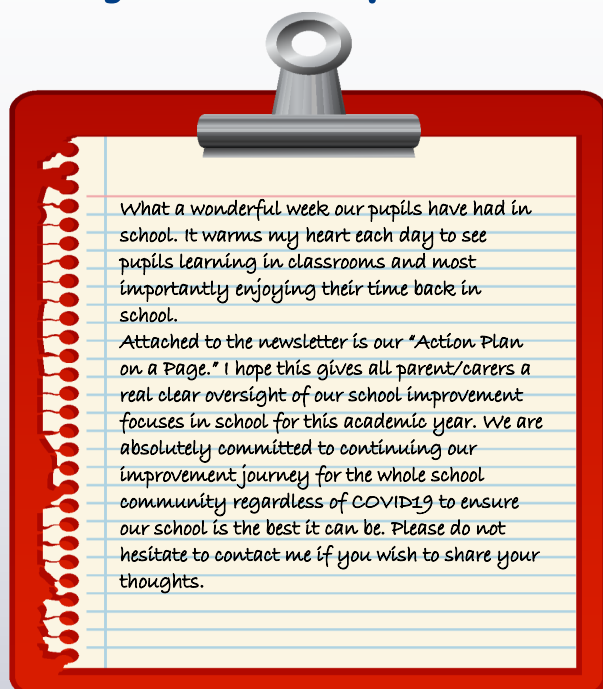 What a wonderful week our pupils have had in
school. It warms my heart each day to see
pupils learning in classrooms and most
importantly enjoying their time back in
school.
Attached to the newsletter is our “Action Plan
on a Page.” I hope this gives all parent/carers a
real clear oversight of our school improvement
focuses in school for this academic year. We are
absolutely committed to continuing our
improvement journey for the whole school
community regardless of COVID19 to ensure
our school is the best it can be. Please do not
hesitate to contact me if you wish to share your
thoughts.